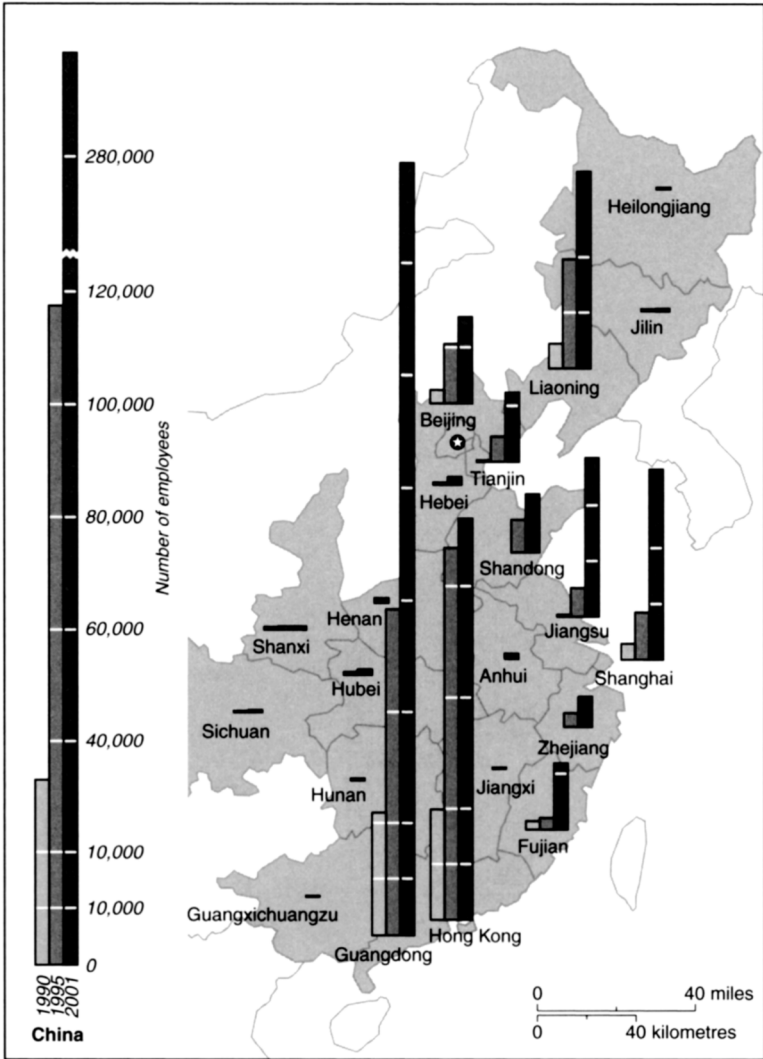 280,000
120,000
100,000
80,000
60,000
40,000
10,000
10,000
0
Number of employees
1990
1995
2001
China
Heilongjiang
Jilin
Liaoning
Beijing
Tianjin
Hebei
Shandong
Henan
Shanxi
Jiangsu
Hubei
Anhui
Shanghai
Sichuan
Zhejiang
Hunan
Jiangxi
Fujian
Guangxichuangzu
Guangdong
Hong Kong
0 40 miles
0 40 kilometres